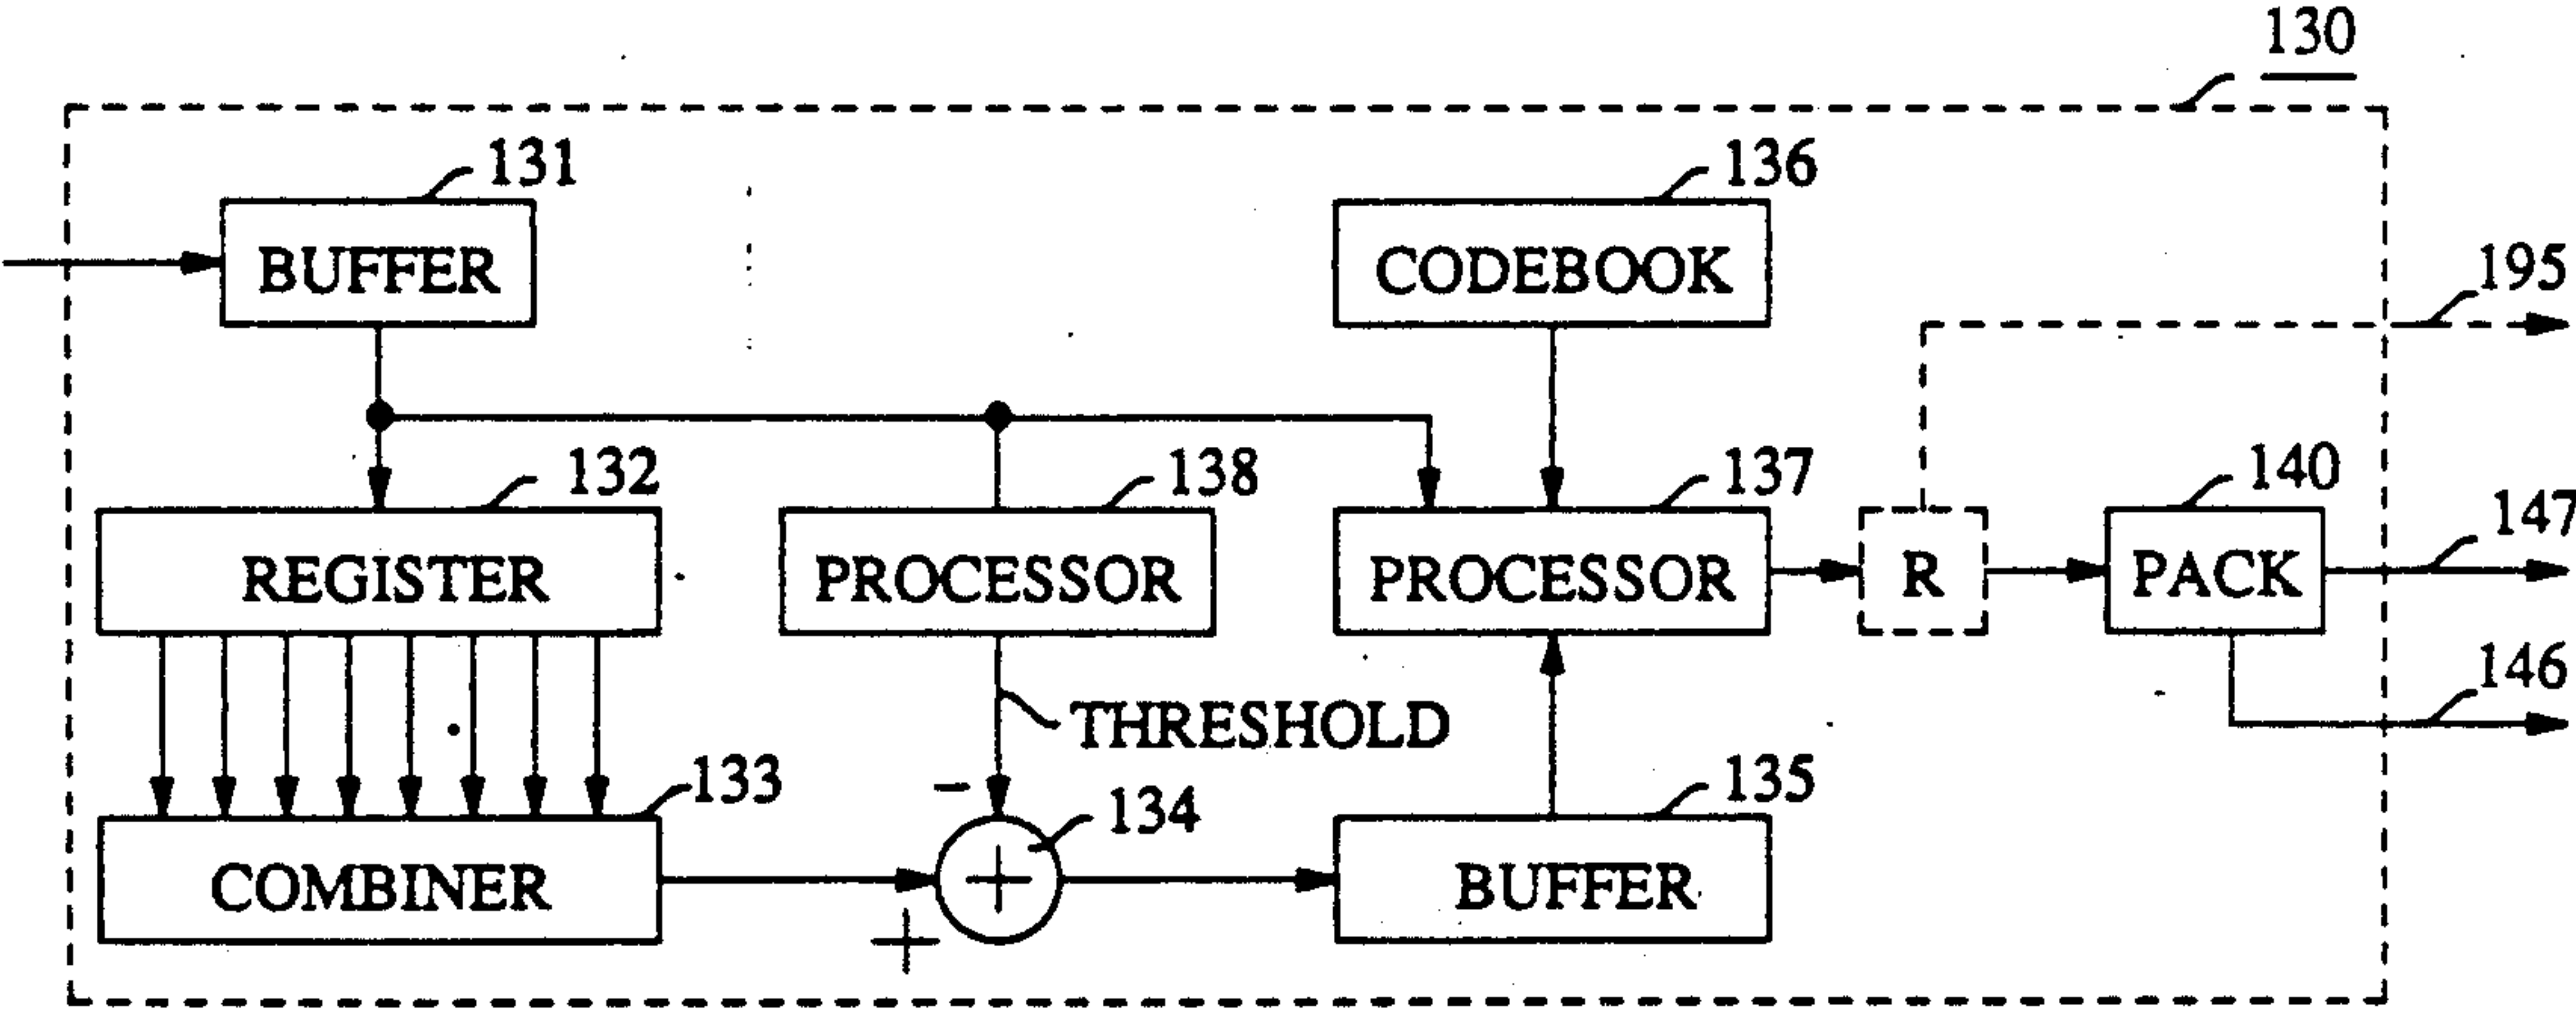 130
131
BUFFER
136
CODEBOOK
195
132
REGISTER
138
PROCESSOR
137
PROCESSOR
R
140
PACK
147
146
THRESHOLD
-
+
133
COMBINER
134
+
135
BUFFER